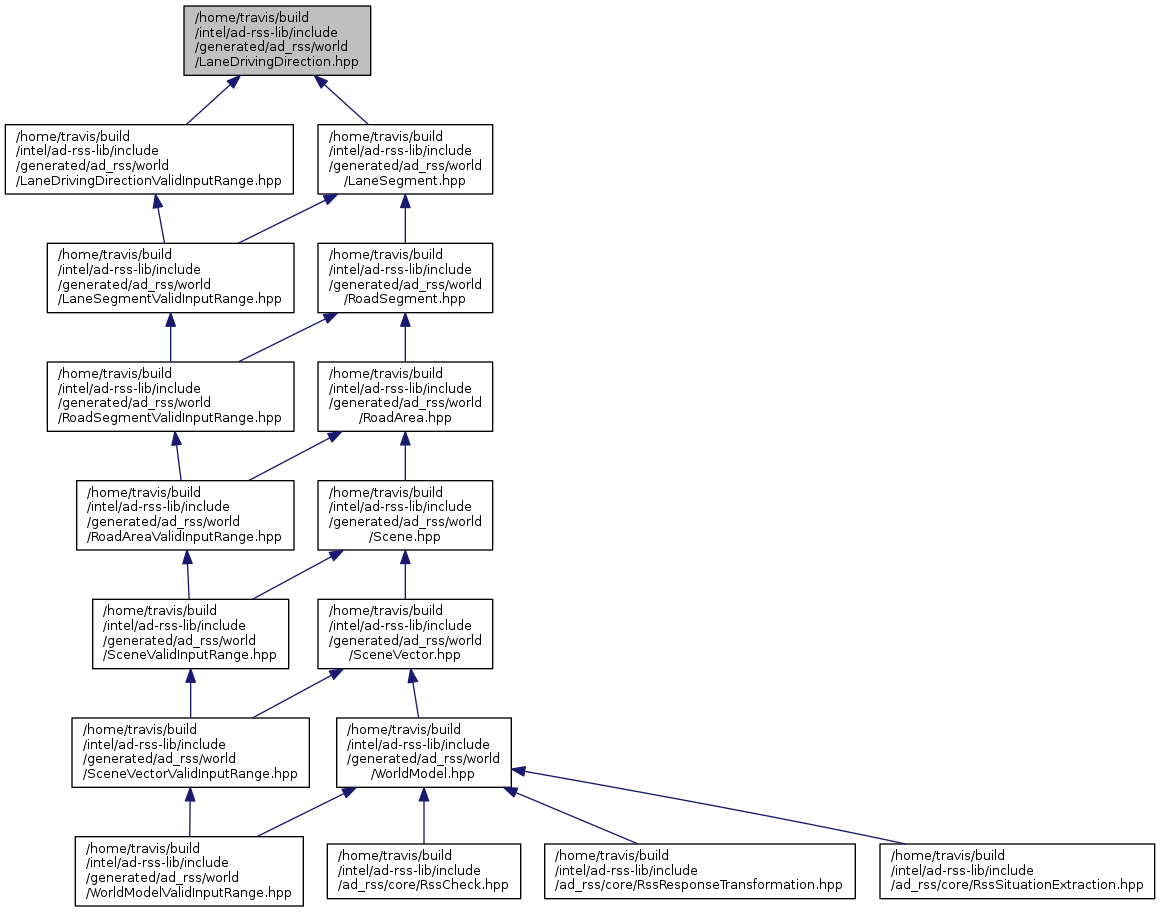 /home/travis/build
/intel/ad-rss-lib/include
/generated/ad_rss/world
/LaneDrivingDirection.hpp
/home/travis/build
/intel/ad-rss-lib/include
/generated/ad_rss/world
/LaneDrivingDirectionValidInputRange.hpp
/home/travis/build
/intel/ad-rss-lib/include
/generated/ad_rss/world
/LaneSegment.hpp
/home/travis/build
/intel/ad-rss-lib/include
/generated/ad_rss/world
/LaneSegmentValidInputRange.hpp
/home/travis/build
/intel/ad-rss-lib/include
/generated/ad_rss/world
/RoadSegment.hpp
/home/travis/build
/intel/ad-rss-lib/include
/generated/ad_rss/world
/RoadSegmentValidInputRange.hpp
/home/travis/build
/intel/ad-rss-lib/include
/generated/ad_rss/world
/RoadArea.hpp
/home/travis/build
/intel/ad-rss-lib/include
/generated/ad_rss/world
/RoadAreaValidInputRange.hpp
/home/travis/build
/intel/ad-rss-lib/include
/generated/ad_rss/world
/Scene.hpp
/home/travis/build
/intel/ad-rss-lib/include
/generated/ad_rss/world
/SceneValidInputRange.hpp
/home/travis/build
/intel/ad-rss-lib/include
/generated/ad_rss/world
/SceneVector.hpp
/home/travis/build
/intel/ad-rss-lib/include
/generated/ad_rss/world
/SceneVectorValidInputRange.hpp
/home/travis/build
/intel/ad-rss-lib/include
/generated/ad_rss/world
/WorldModel.hpp
/home/travis/build
/intel/ad-rss-lib/include
/generated/ad_rss/world
/WorldModelValidInputRange.hpp
/home/travis/build
/intel/ad-rss-lib/include
/ad_rss/core/RssCheck.hpp
/home/travis/build
/intel/ad-rss-lib/include
/ad_rss/core/RssResponseTransformation.hpp
/home/travis/build
/intel/ad-rss-lib/include
/ad_rss/core/RssSituationExtraction.hpp